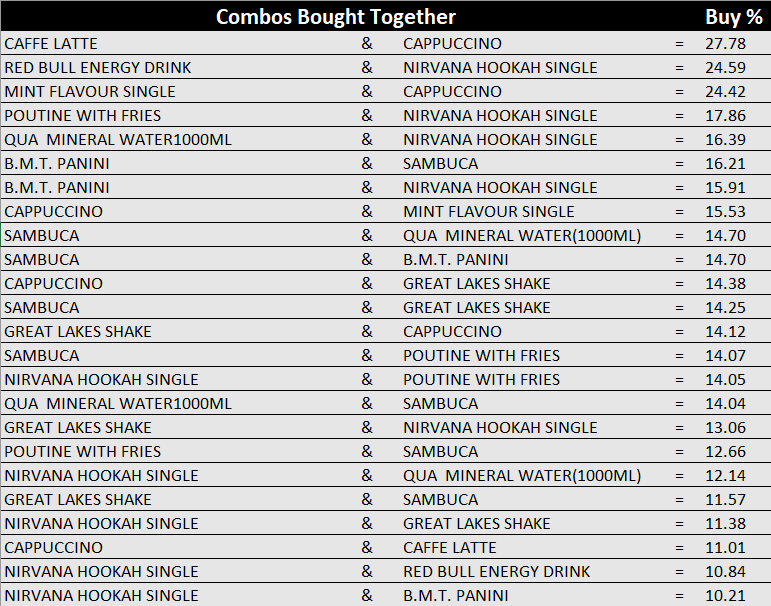 Combos Bought Together Buy %
CAFFE LATTE & CAPPUCCINO = 27.78
RED BULL ENERGY DRINK & NIRVANA HOOKAH SINGLE = 24.59
MINT FLAVOUR SINGLE & CAPPUCCINO = 24.42
POUTINE WITH FRIES & NIRVANA HOOKAH SINGLE = 17.86
QUA  MINERAL WATER1000ML & NIRVANA HOOKAH SINGLE = 16.39
B.M.T. PANINI & SAMBUCA = 16.21
B.M.T. PANINI & NIRVANA HOOKAH SINGLE = 15.91
CAPPUCCINO & MINT FLAVOUR SINGLE = 15.53
SAMBUCA & QUA  MINERAL WATER(1000ML) = 14.70
SAMBUCA & B.M.T. PANINI = 14.70
CAPPUCCINO & GREAT LAKES SHAKE = 14.38
SAMBUCA & GREAT LAKES SHAKE = 14.25
GREAT LAKES SHAKE & CAPPUCCINO = 14.12
SAMBUCA & POUTINE WITH FRIES = 14.07
NIRVANA HOOKAH SINGLE & POUTINE WITH FRIES = 14.05
QUA  MINERAL WATER1000ML & SAMBUCA = 14.04
GREAT LAKES SHAKE & NIRVANA HOOKAH SINGLE = 13.06
POUTINE WITH FRIES & SAMBUCA = 12.66
NIRVANA HOOKAH SINGLE & QUA  MINERAL WATER(1000ML) = 12.14
GREAT LAKES SHAKE & SAMBUCA = 11.57
NIRVANA HOOKAH SINGLE & GREAT LAKES SHAKE = 11.38
CAPPUCCINO & CAFFE LATTE = 11.01
NIRVANA HOOKAH SINGLE & RED BULL ENERGY DRINK = 10.84
NIRVANA HOOKAH SINGLE & B.M.T. PANINI = 10.21